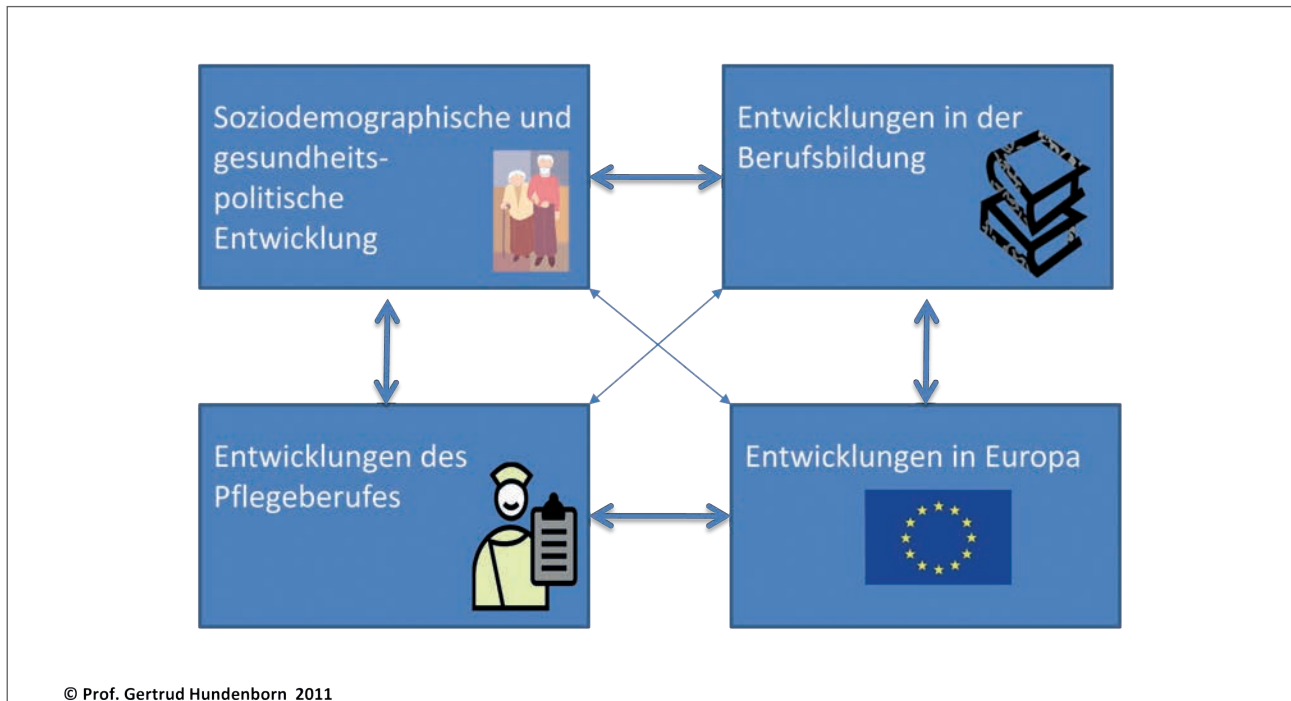 Soziodemographische und
gesundheits-
politische
Entwicklung
Entwicklungen in der
Berufsbildung
Entwicklungen des
Pflegeberufes
Entwicklungen in Europa
© Prof. Gertrud Hundenborn 2011